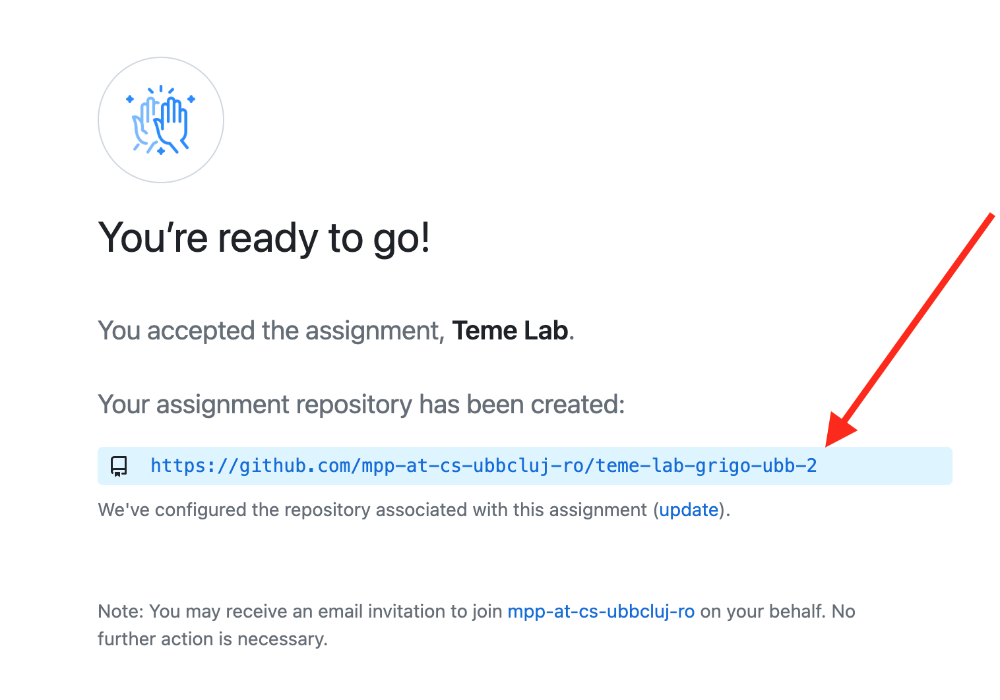 You’re ready to go!
You accepted the assignment, Teme Lab.
Your assignment repository has been created:
https://github.com/mpp-at-cs-ubbcluj-ro/teme-lab-grigo-ubb-2
We've configured the repository associated with this assignment (update).
Note: You may receive an email invitation to join mpp-at-cs-ubbcluj-ro on your behalf. No
further action is necessary.